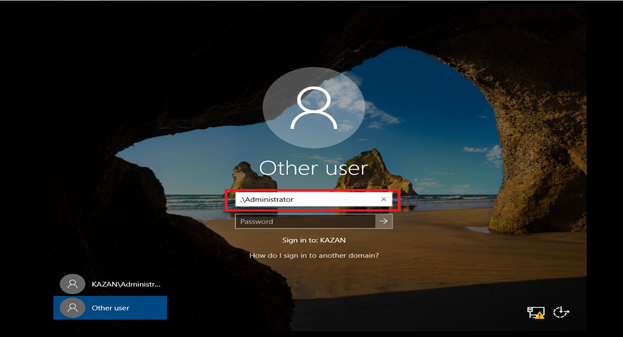 Other user
.\Administrator
Password
Sign in to: KAZAN
How do I sign in to another domain?
KAZAN\Administr...
Other user